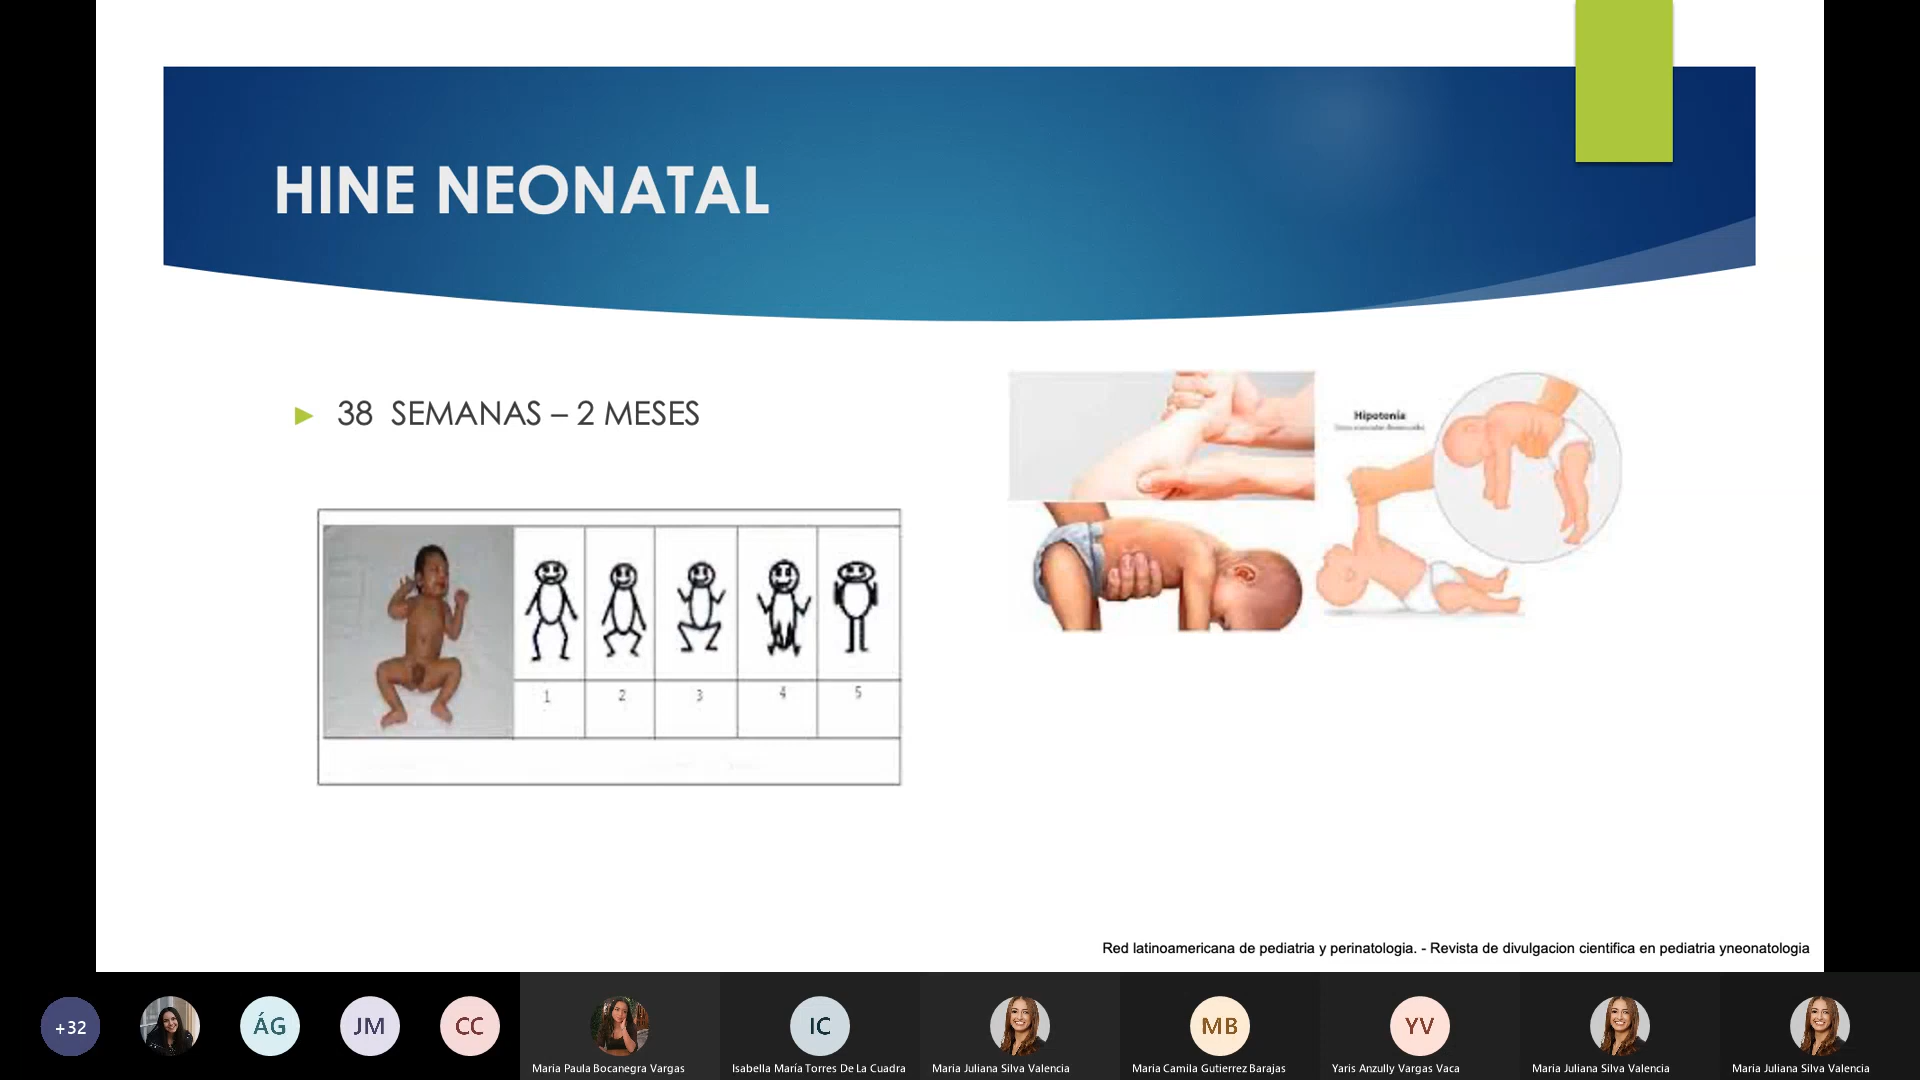 HINE NEONATAL
38 SEMANAS – 2 MESES
1 2 3 4 5
Hipotonia
Red latinoamericana de pediatria y perinatologia. - Revista de divulgacion cientifica en pediatria yneonatologia
+32
ÁG
JM
CC
IC
MB
YV
Maria Paula Bocanegra Vargas
Isabella María Torres De La Cuadra
Maria Juliana Silva Valencia
Maria Camila Gutierrez Barajas
Yaris Anzully Vargas Vaca
Maria Juliana Silva Valencia
Maria Juliana Silva Valencia